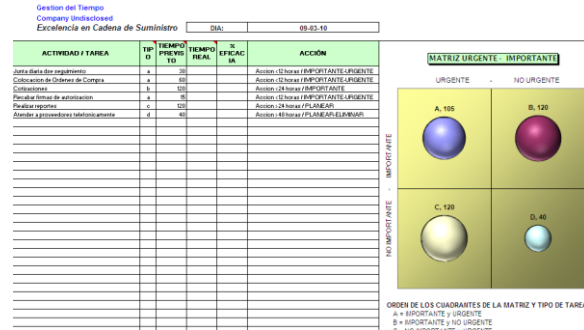 Gestion del Tiempo
Company Undisclosed
Excelencia en Cadena de Suministro DIA: 09-03-10
ACTIVIDAD / TAREA TIPO TIEMPO PREVISTO TIEMPO REAL % EFICACIA ACCIÓN
Junta diaria de seguimiento a 30 Accion <12 horas / IMPORTANTE-URGENTE
Colocacion de Ordenes de Compra a 60 Accion <12 horas / IMPORTANTE-URGENTE
Cotizaciones b 120 Accion <24 horas / IMPORTANTE
Recabar firmas de autorizacion a 15 Accion <12 horas / IMPORTANTE-URGENTE
Realizar reportes c 120 Accion >24 horas / PLANEAR
Atender a proveedores telefonicamente d 40 Accion >48 horas / PLANEAR-ELIMINAR
MATRIZ URGENTE - IMPORTANTE
URGENTE - NO URGENTE
A, 105 B, 120
C, 120 D, 40
NO IMPORTANTE - IMPORTANTE
ORDEN DE LOS CUADRANTES DE LA MATRIZ Y TIPO DE TAREA
A = IMPORTANTE y URGENTE
B = IMPORTANTE y NO URGENTE